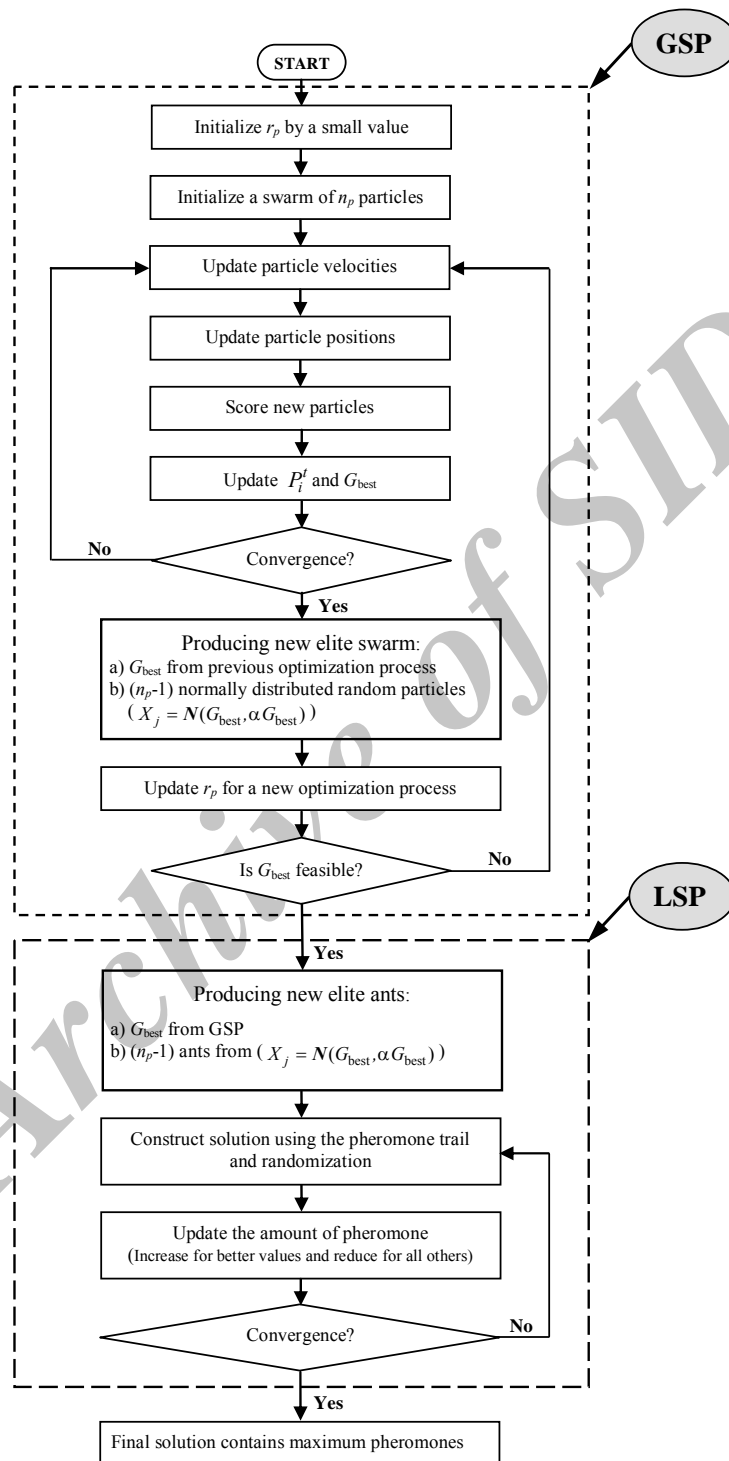 GSP
START
Initialize r_p by a small value
Initialize a swarm of n_p particles
Update particle velocities
Update particle positions
Score new particles
Update P_i^t and G_best
No
Convergence?
Yes
Producing new elite swarm:
a) G_best from previous optimization process
b) (n_p-1) normally distributed random particles
( X_j = N(G_best, αG_best) )
Update r_p for a new optimization process
Is G_best feasible?
No
LSP
Yes
Producing new elite ants:
a) G_best from GSP
b) (n_p-1) ants from ( X_j = N(G_best, αG_best) )
Construct solution using the pheromone trail
and randomization
Update the amount of pheromone
(Increase for better values and reduce for all others)
Convergence?
No
Yes
Final solution contains maximum pheromones
Archive of SID